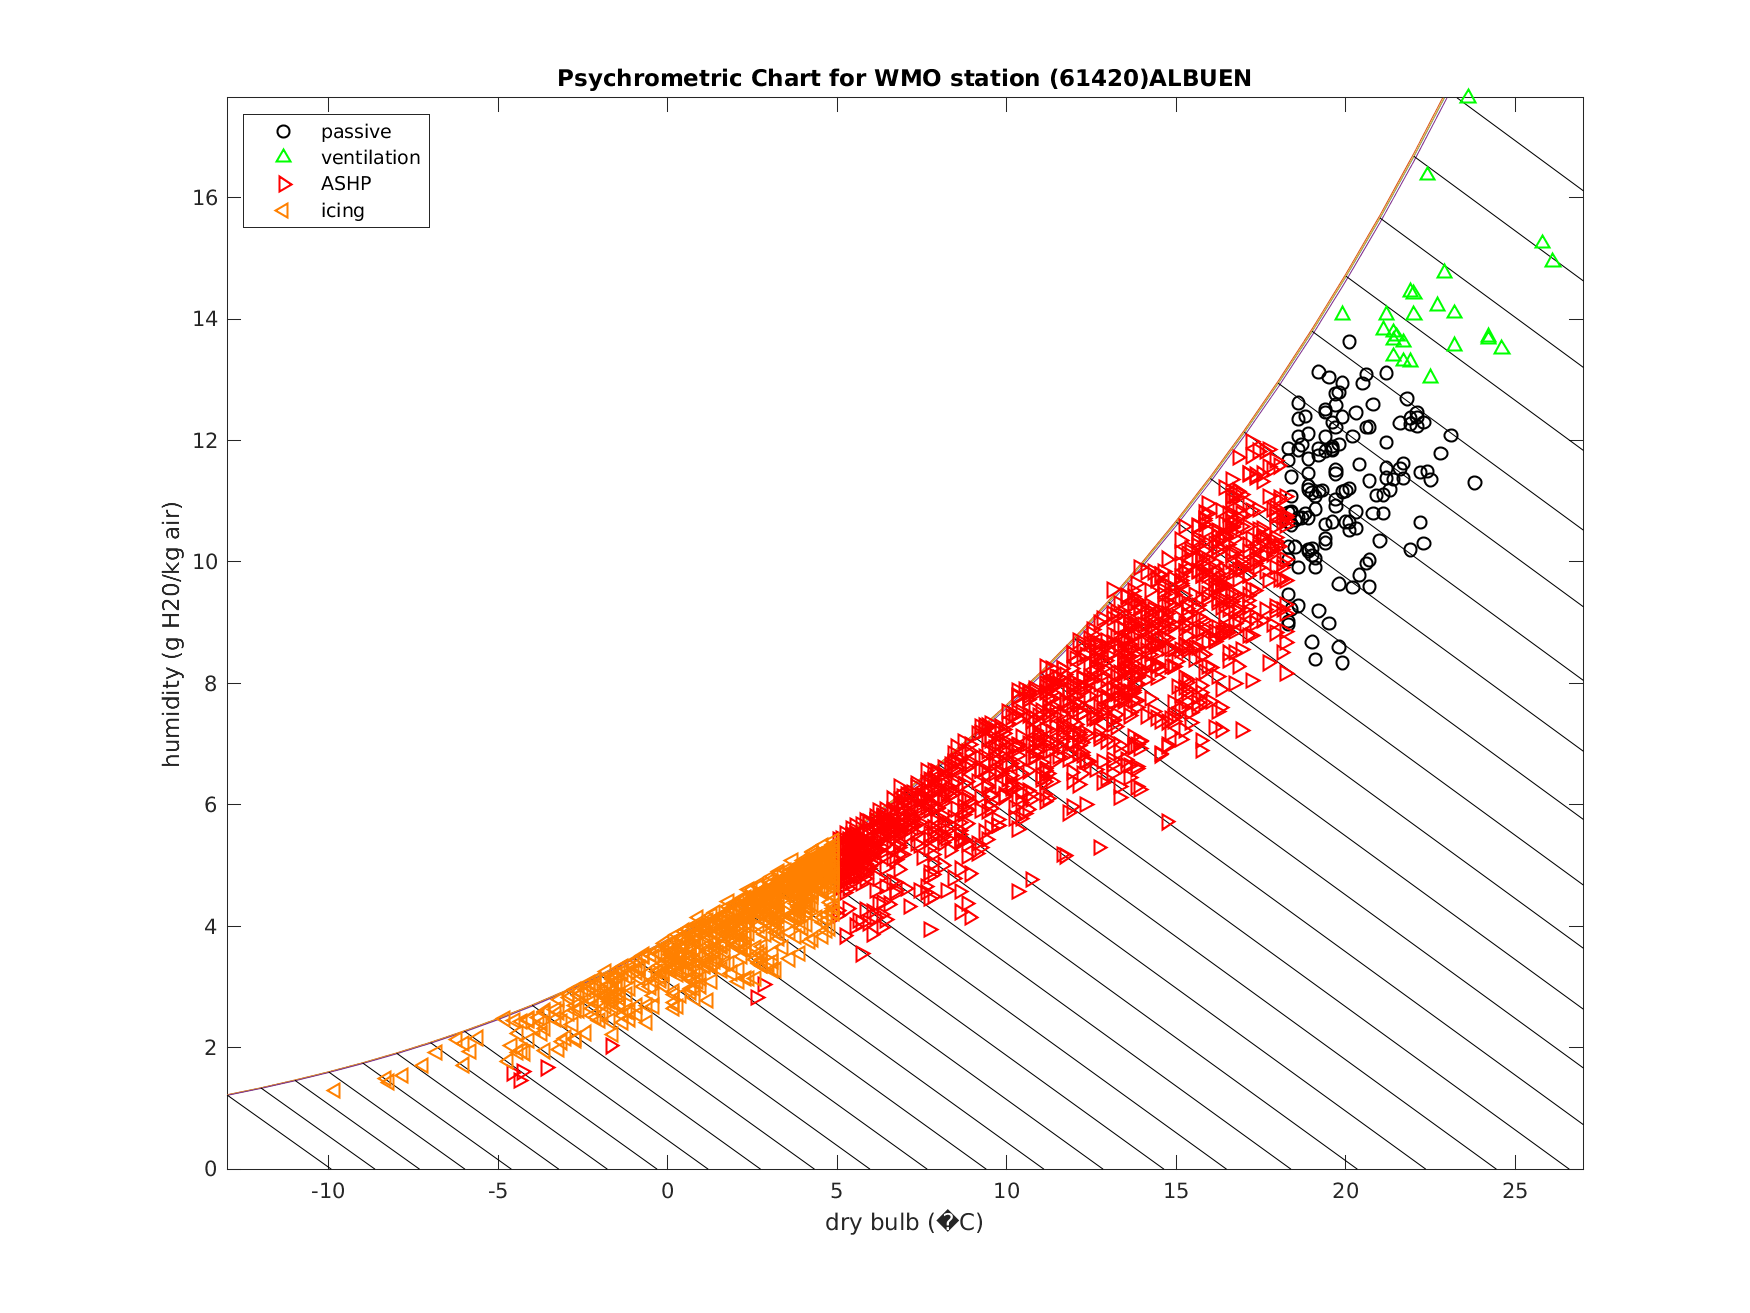 Psychrometric Chart for WMO station (61420)ALBUEN
passive
ventilation
ASHP
icing
humidity (g H20/kg air)
16
14
12
10
8
6
4
2
0
-10 -5 0 5 10 15 20 25
dry bulb (�C)